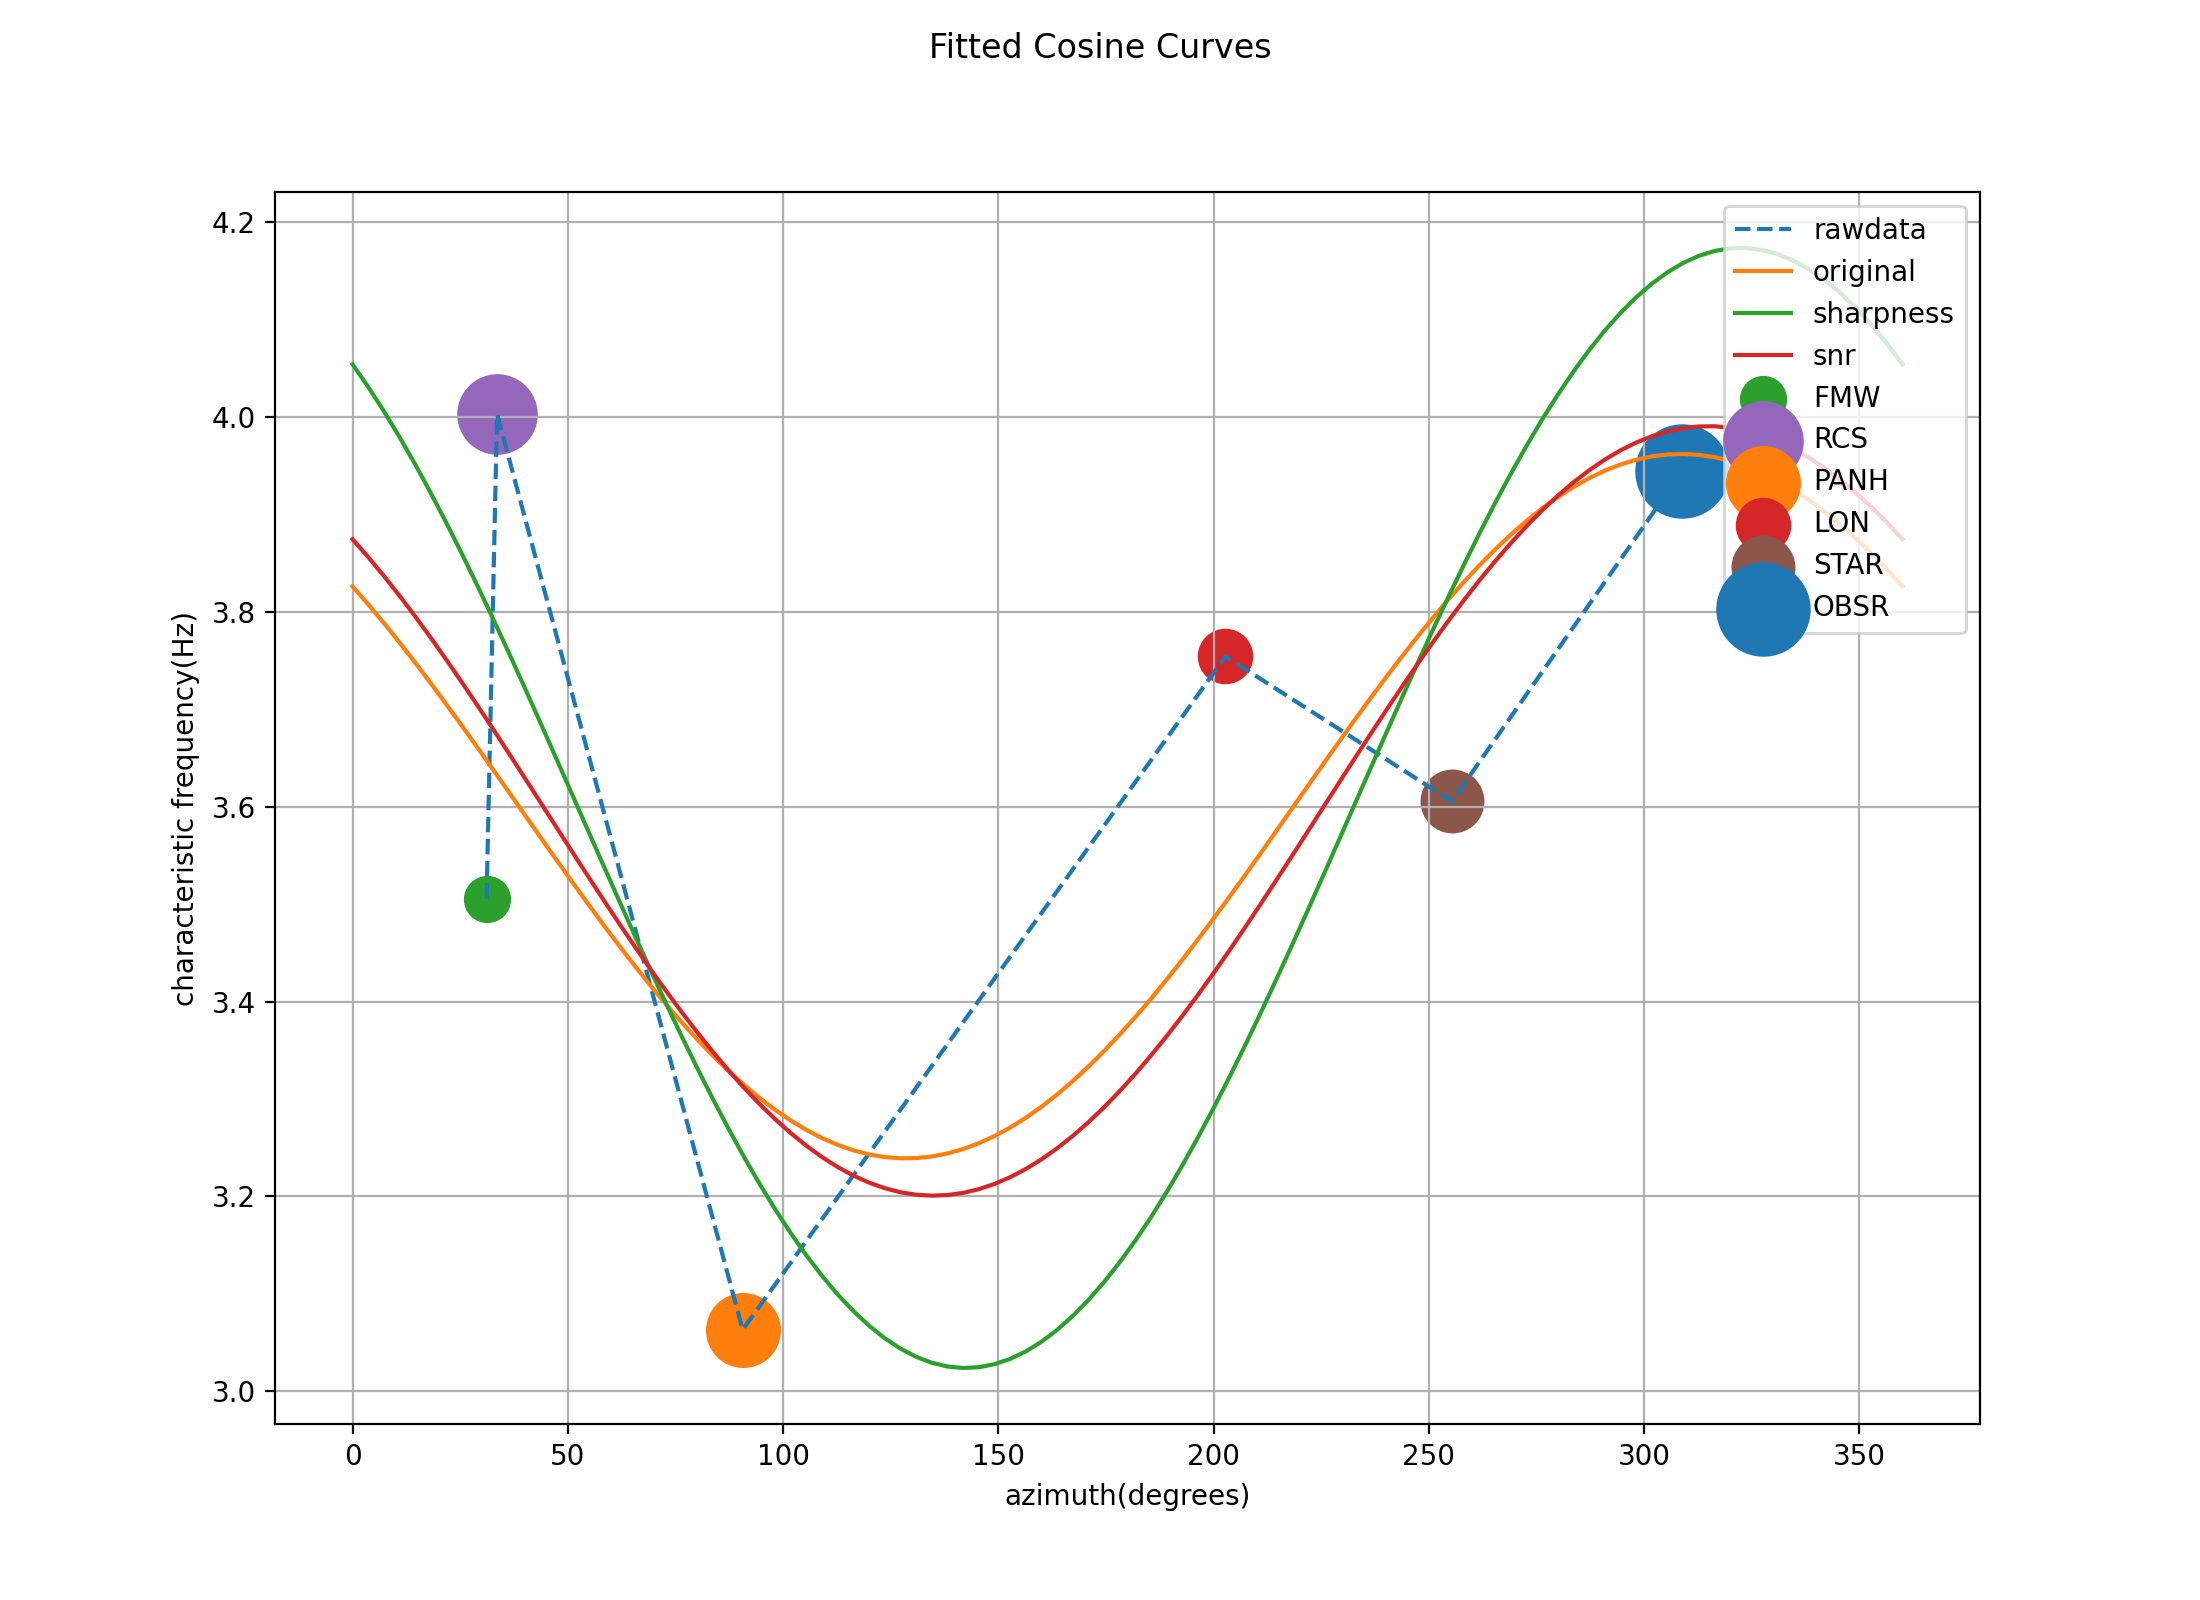 Fitted Cosine Curves
4.2
4.0
3.8
3.6
3.4
3.2
3.0
characteristic frequency(Hz)
rawdata
original
sharpness
snr
FMW
RCS
PANH
LON
STAR
OBSR
0 50 100 150 200 250 300 350
azimuth(degrees)